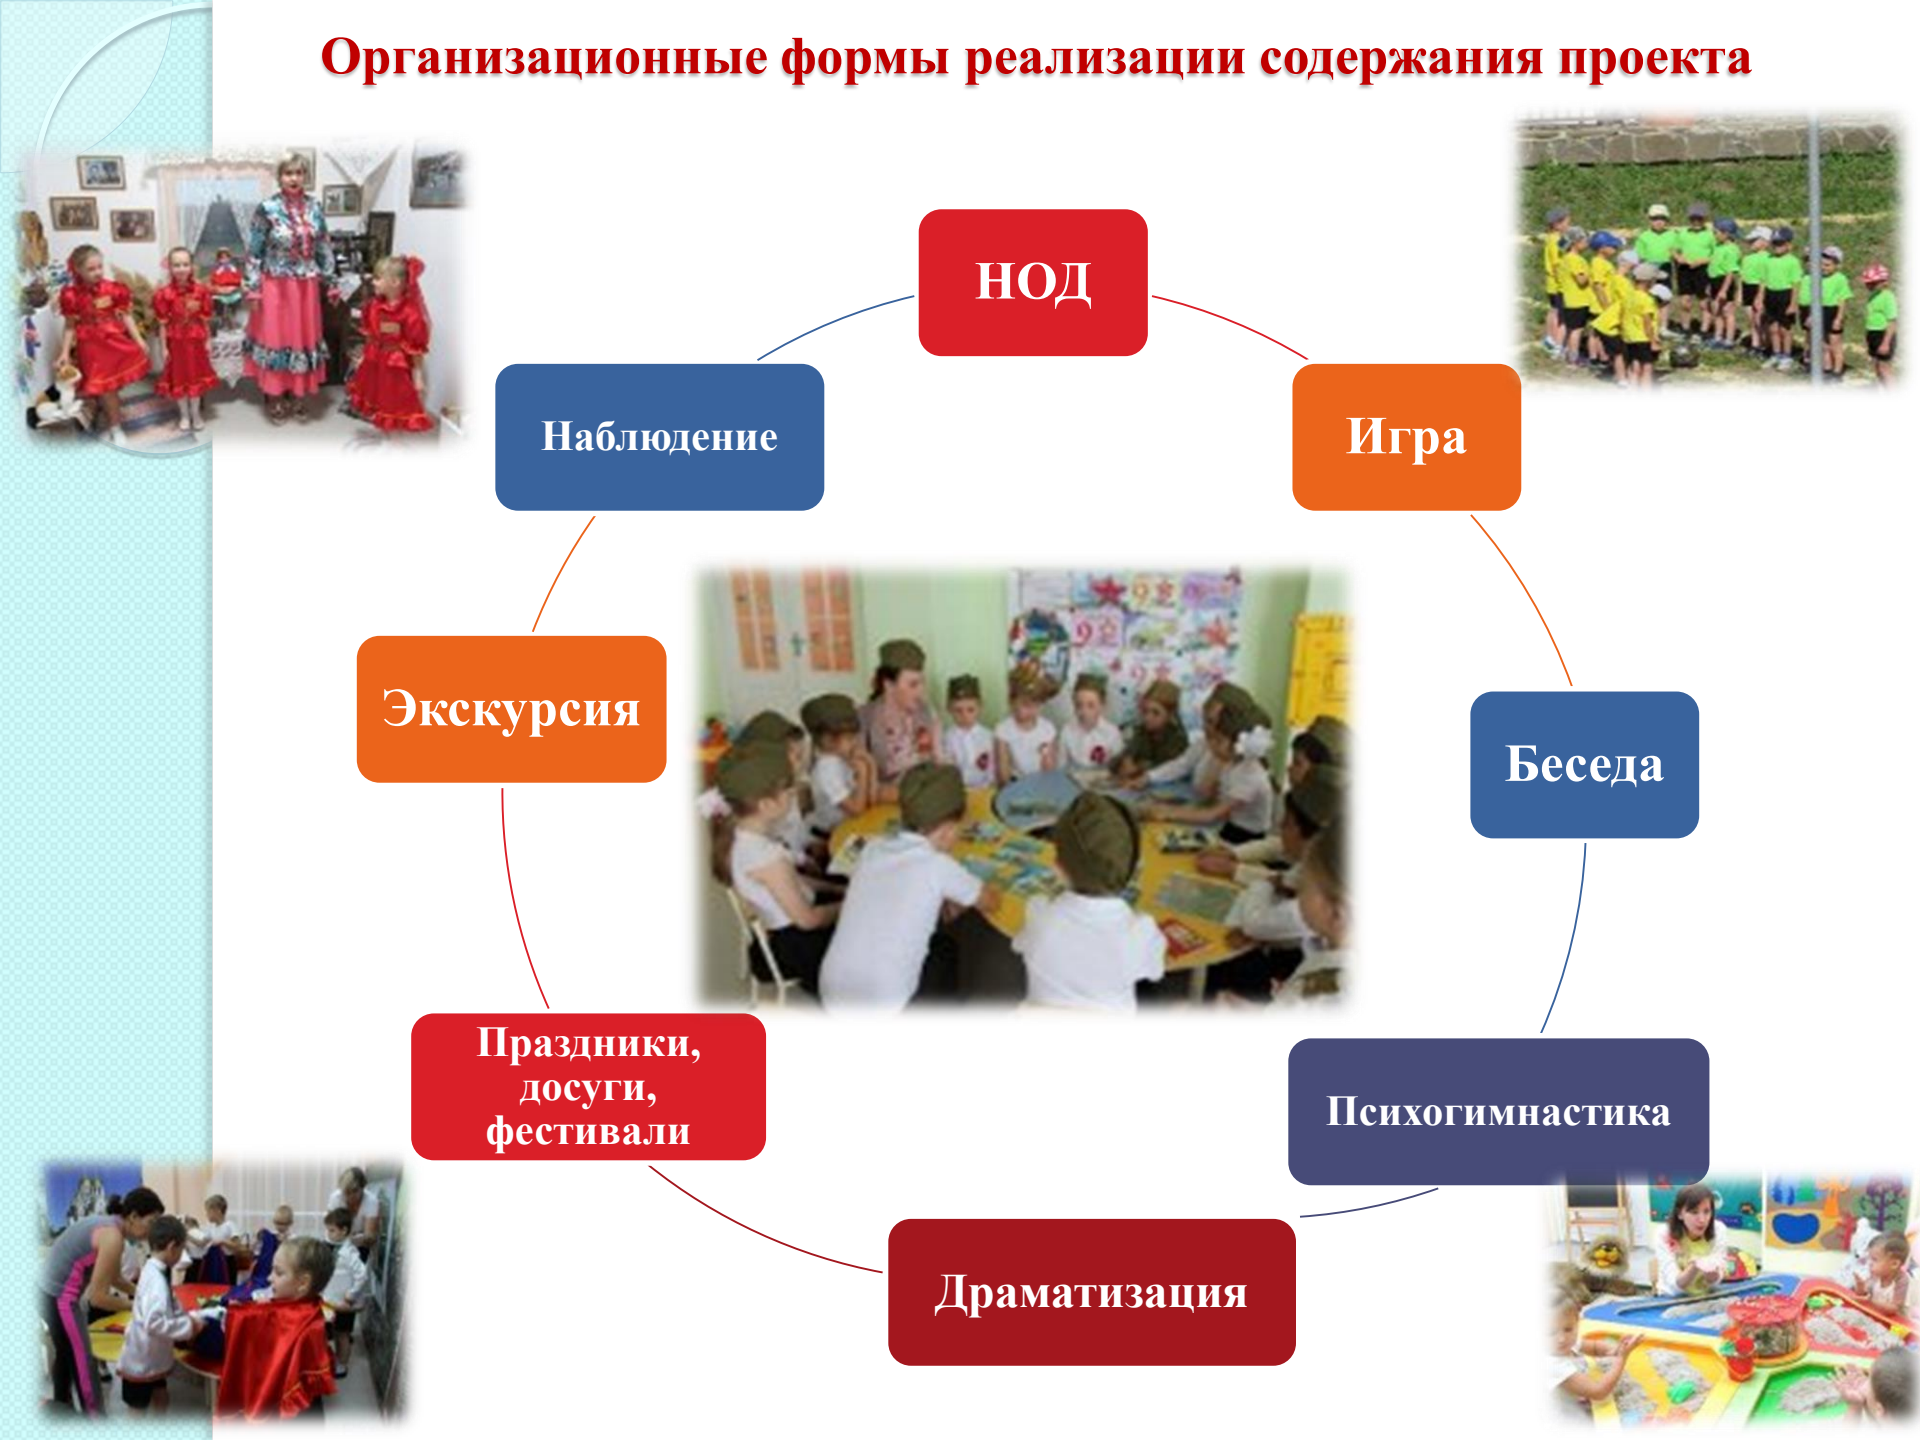 Организационные формы реализации содержания проекта
НОД
Наблюдение
Игра
Экскурсия
Беседа
Праздники,
досуги,
фестивали
Психогимнастика
Драматизация